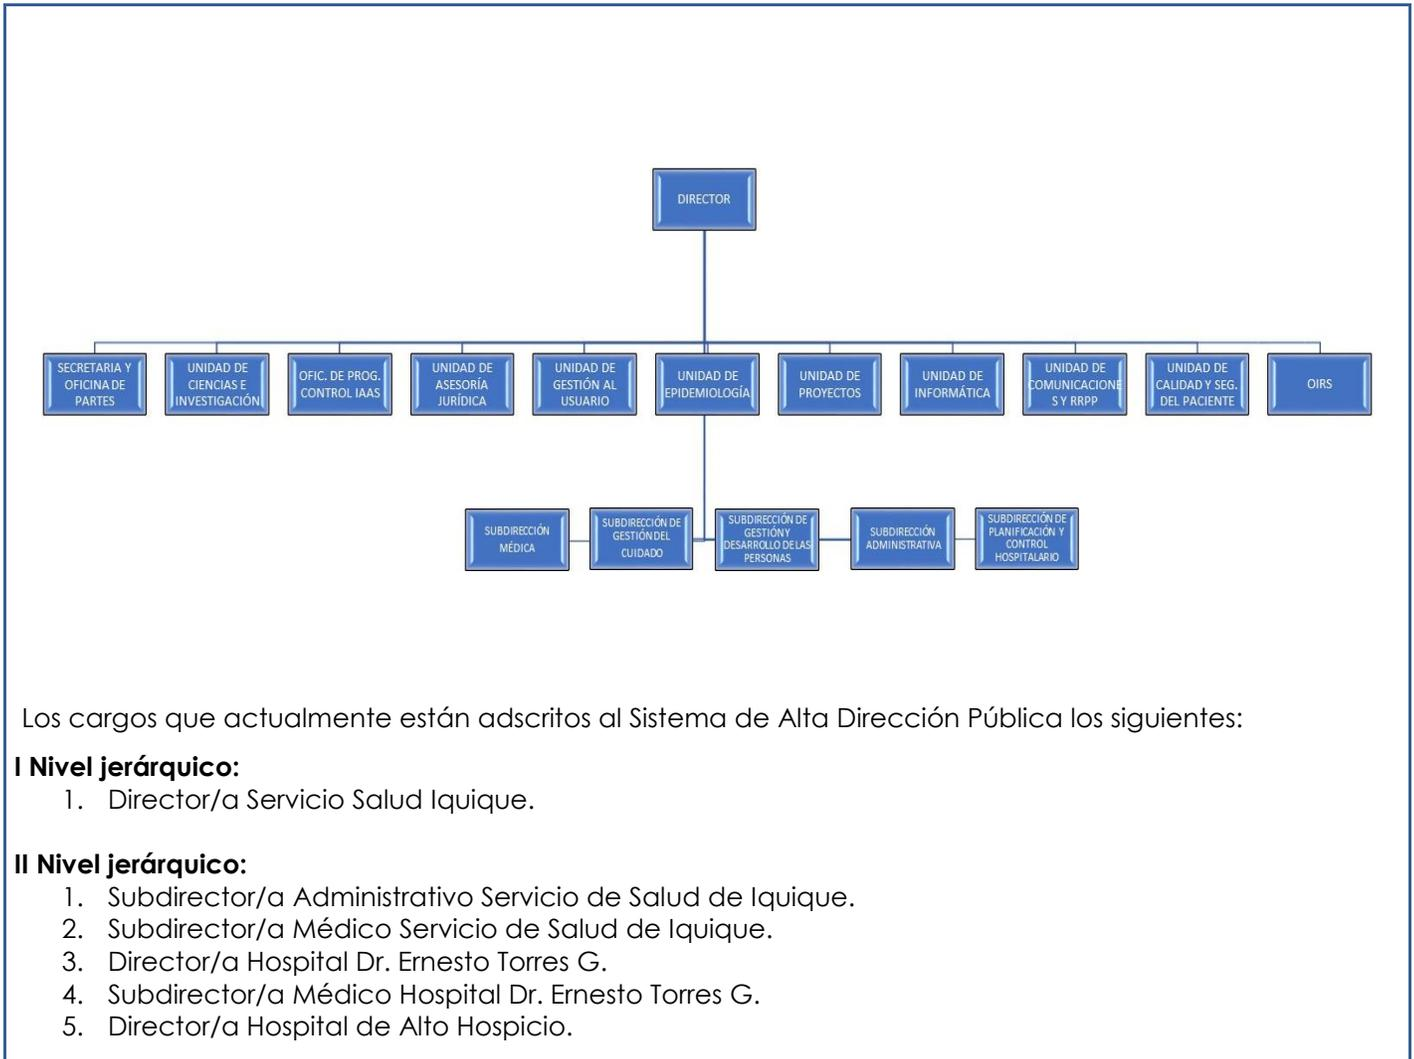 DIRECTOR
SECRETARIA Y
OFICINA DE
PARTES
UNIDAD DE
CIENCIAS E
INVESTIGACIÓN
OFIC. DE PROG.
CONTROL IAAS
UNIDAD DE
ASESORÍA
JURÍDICA
UNIDAD DE
GESTIÓN AL
USUARIO
UNIDAD DE
EPIDEMIOLOGÍA
UNIDAD DE
PROYECTOS
UNIDAD DE
INFORMÁTICA
UNIDAD DE
COMUNICACIONE
S Y RRPP
UNIDAD DE
CALIDAD Y SEG.
DEL PACIENTE
OIRS
SUBDIRECCIÓN
MÉDICA
SUBDIRECCIÓN DE
GESTIÓN DEL
CUIDADO
SUBDIRECCIÓN DE
GESTIÓN Y
DESARROLLO DE LAS
PERSONAS
SUBDIRECCIÓN
ADMINISTRATIVA
SUBDIRECCIÓN DE
PLANIFICACIÓN Y
CONTROL
HOSPITALARIO
Los cargos que actualmente están adscritos al Sistema de Alta Dirección Pública los siguientes:
I Nivel jerárquico:
1. Director/a Servicio Salud Iquique.
II Nivel jerárquico:
1. Subdirector/a Administrativo Servicio de Salud de Iquique.
2. Subdirector/a Médico Servicio de Salud de Iquique.
3. Director/a Hospital Dr. Ernesto Torres G.
4. Subdirector/a Médico Hospital Dr. Ernesto Torres G.
5. Director/a Hospital de Alto Hospicio.